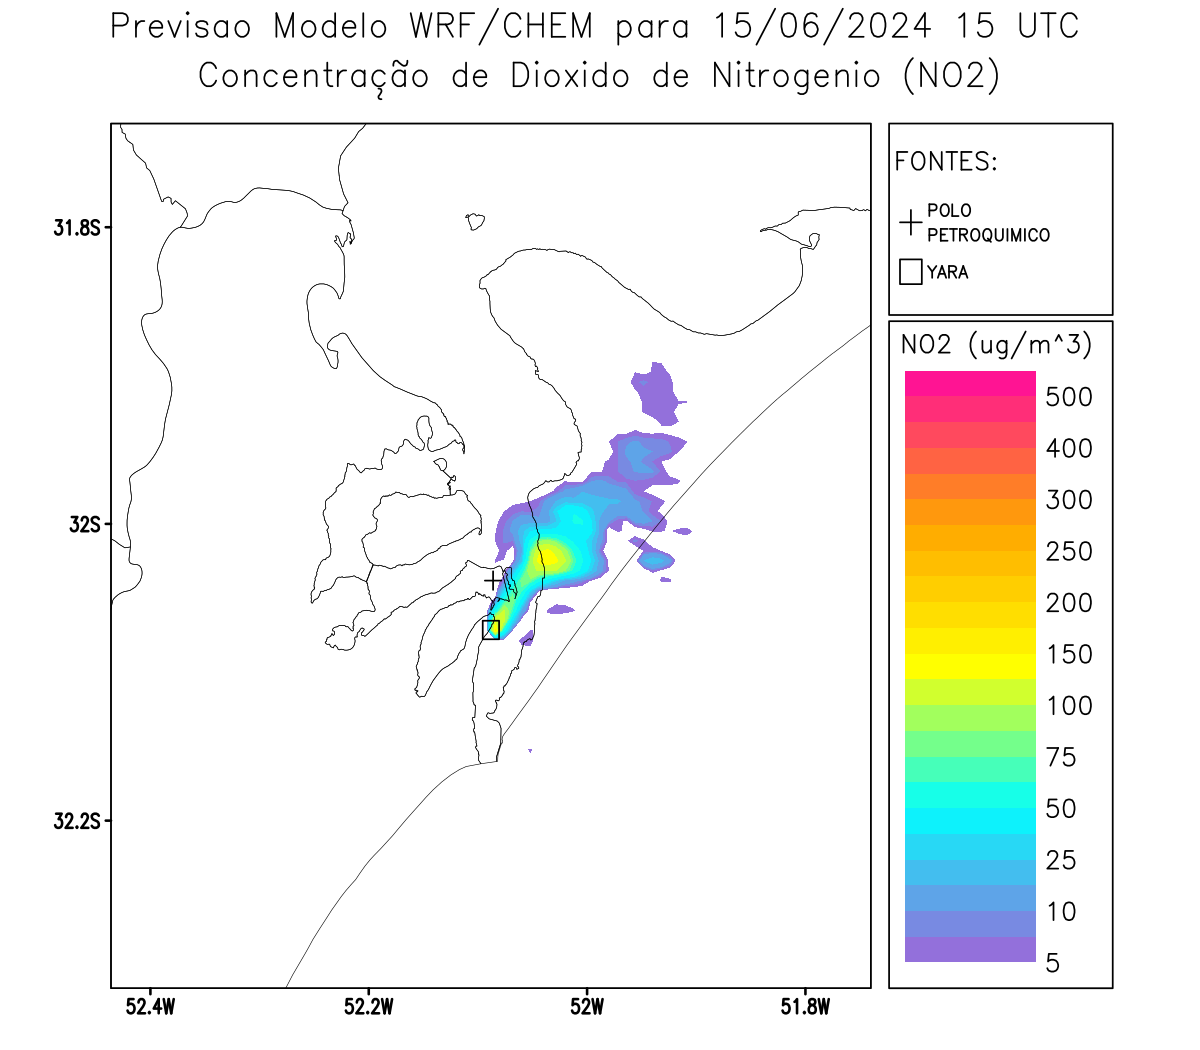 Previsao Modelo WRF/CHEM para 15/06/2024 15 UTC
Concentração de Dioxido de Nitrogenio (NO2)
FONTES:
POLO
PETROQUIMICO
YARA
NO2 (ug/m^3)
500
400
300
250
200
150
100
75
50
25
10
5
31.8S
32S
32.2S
52.4W
52.2W
52W
51.8W